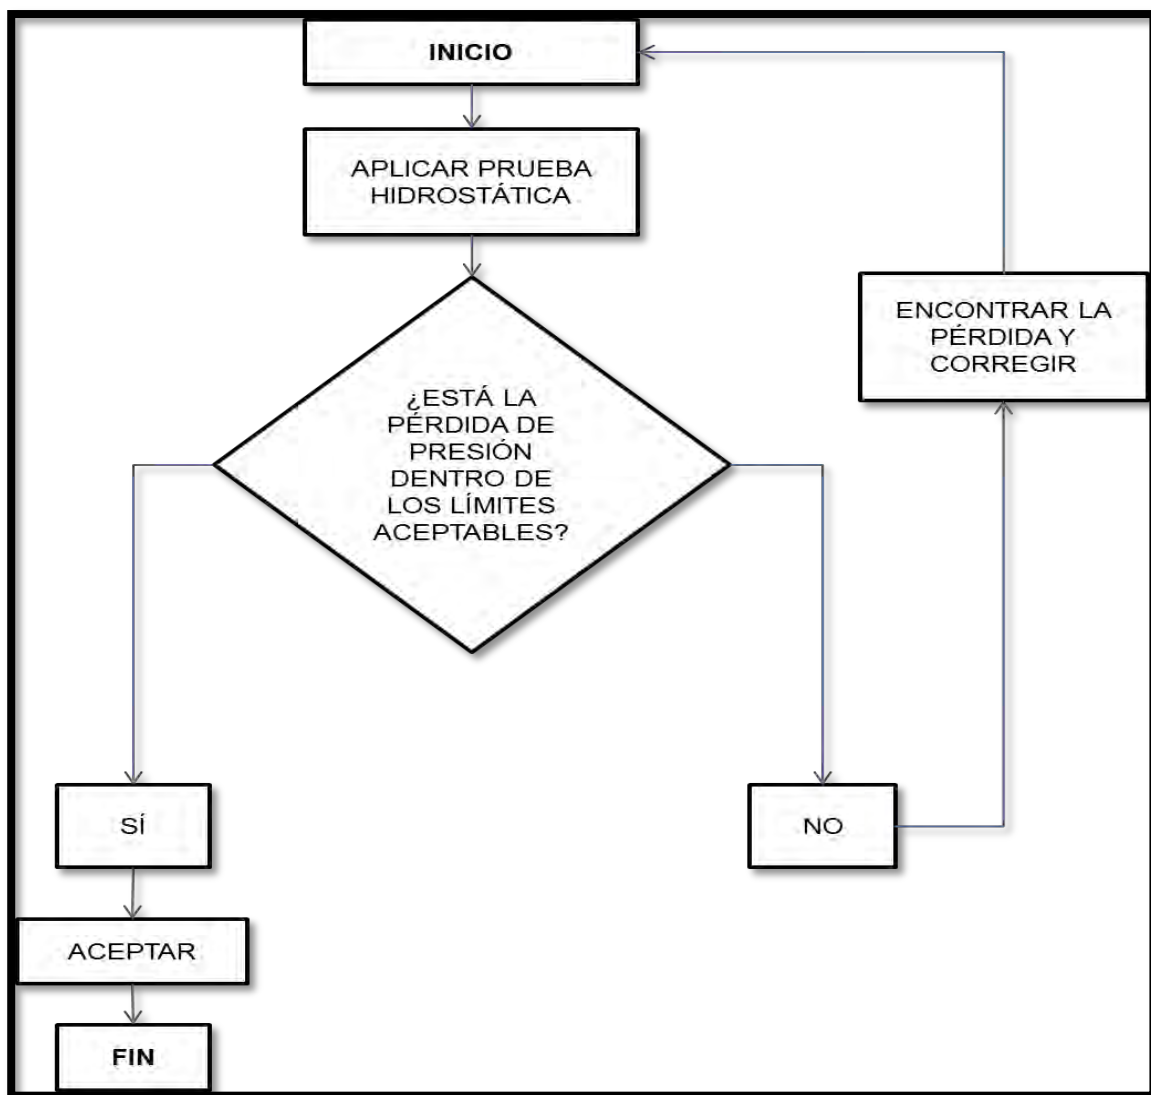 INICIO
APLICAR PRUEBA
HIDROSTÁTICA
¿ESTÁ LA
PÉRDIDA DE
PRESIÓN
DENTRO DE
LOS LÍMITES
ACEPTABLES?
ENCONTRAR LA
PÉRDIDA Y
CORREGIR
SÍ
NO
ACEPTAR
FIN